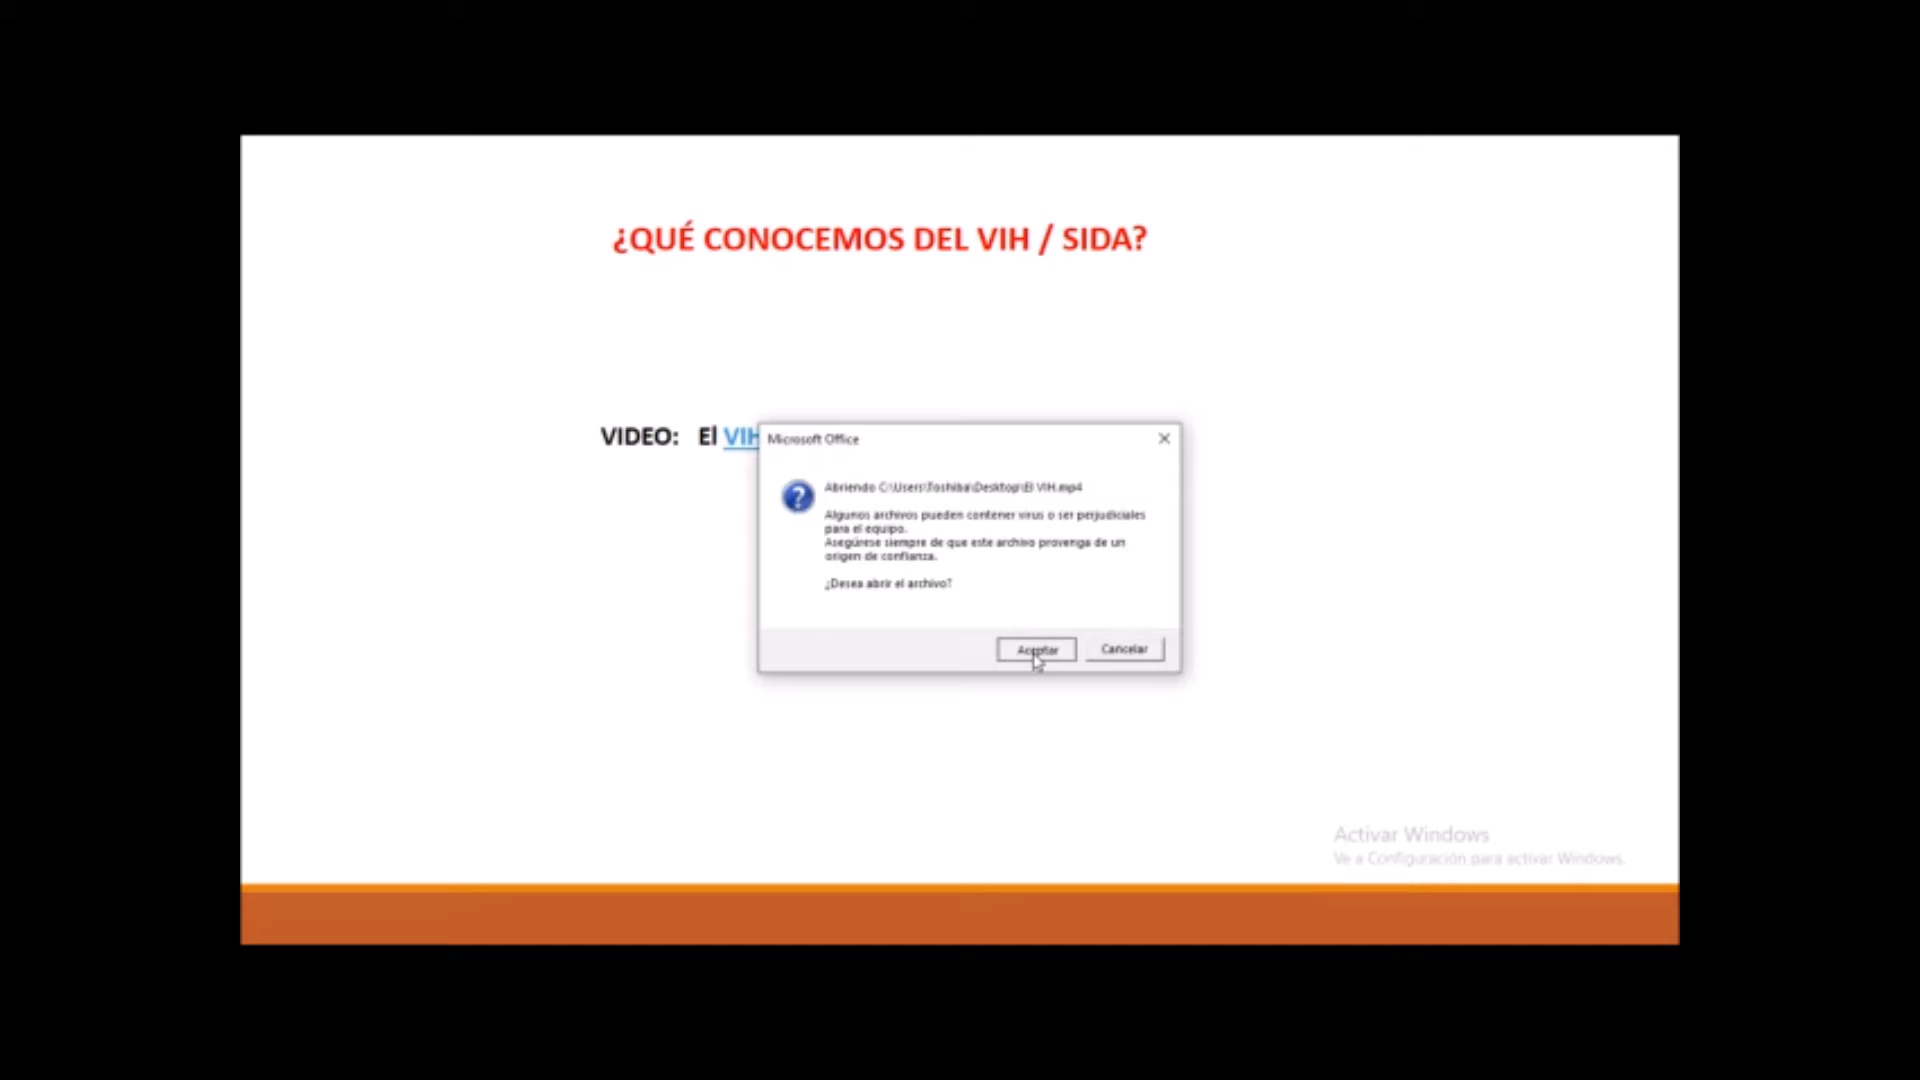 ¿QUÉ CONOCEMOS DEL VIH / SIDA?
VIDEO: El VIH
Microsoft Office
Abriendo C:\Users\Toshiba\Desktop\El VIH.mp4
Algunos archivos pueden contener virus o ser perjudiciales
para el equipo.
Asegúrese siempre de que este archivo provenga de un
origen de confianza.
¿Desea abrir el archivo?
Aceptar
Cancelar
Activar Windows
Ve a Configuración para activar Windows.